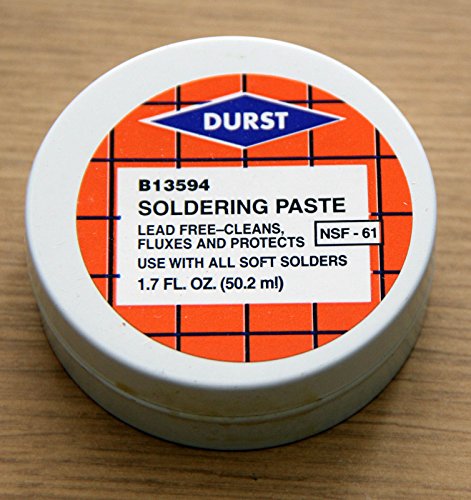 DURST
B13594
SOLDERING PASTE
LEAD FREE–CLEANS,
FLUXES AND PROTECTS
NSF - 61
USE WITH ALL SOFT SOLDERS
1.7 FL. OZ. (50.2 ml)